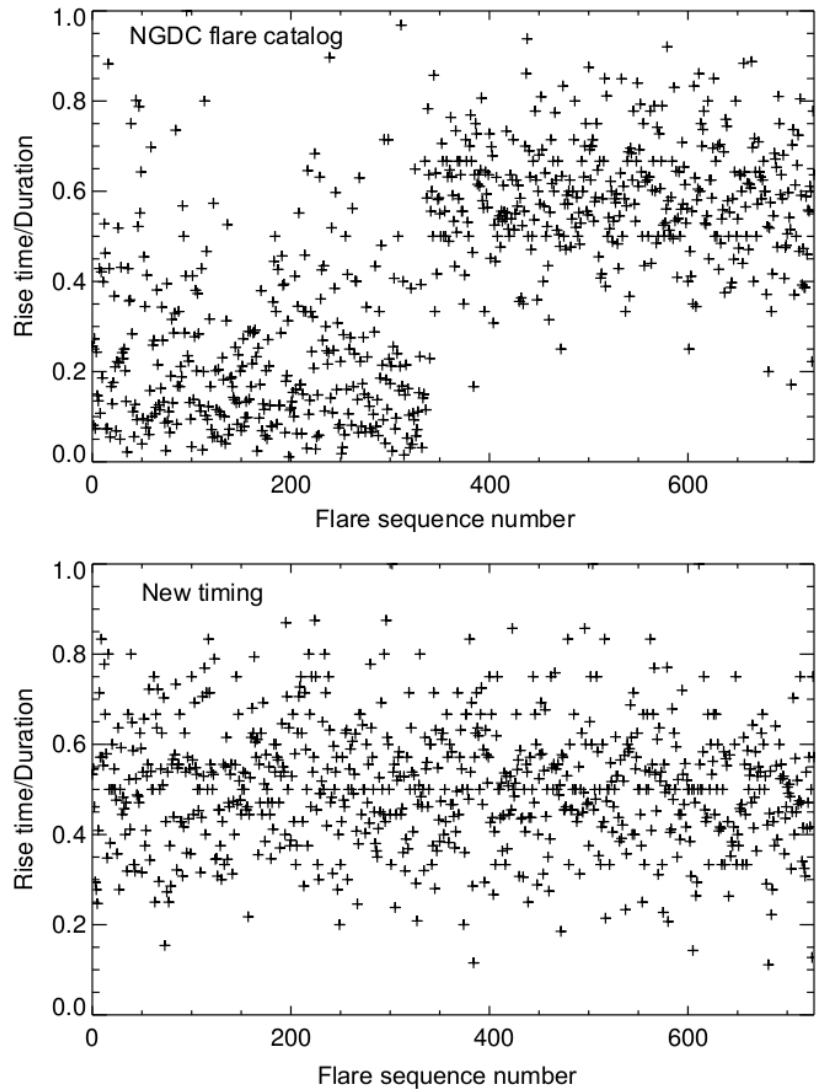 NGDC flare catalog
1.0
0.8
0.6
0.4
0.2
0.0
Rise time/Duration
0 200 400 600
Flare sequence number
New timing
1.0
0.8
0.6
0.4
0.2
0.0
Rise time/Duration
0 200 400 600
Flare sequence number